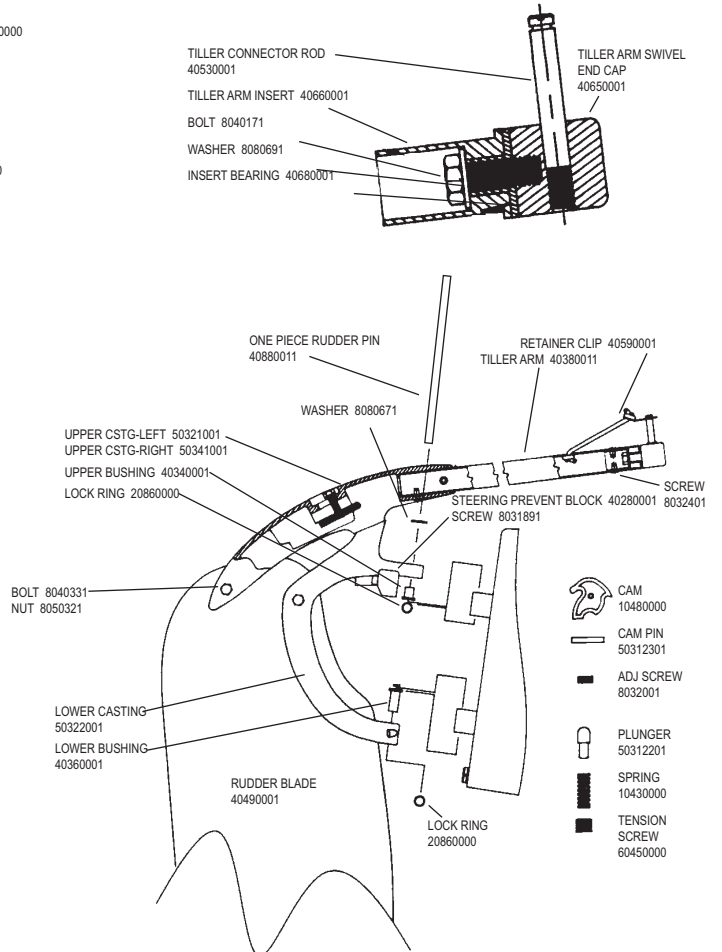 0000
TILLER CONNECTOR ROD
40530001
TILLER ARM SWIVEL
END CAP
40650001
TILLER ARM INSERT 40660001
BOLT 8040171
WASHER 8080691
INSERT BEARING 40680001
0
ONE PIECE RUDDER PIN
40880011
RETAINER CLIP 40590001
TILLER ARM 40380011
WASHER 8080671
UPPER CSTG-LEFT 50321001
UPPER CSTG-RIGHT 50341001
UPPER BUSHING 40340001
LOCK RING 20860000
SCREW
8032401
STEERING PREVENT BLOCK 40280001
SCREW 8031891
BOLT 8040331
NUT 8050321
CAM
10480000
CAM PIN
50312301
ADJ SCREW
8032001
LOWER CASTING
50322001
LOWER BUSHING
40360001
PLUNGER
50312201
RUDDER BLADE
40490001
SPRING
10430000
LOCK RING
20860000
TENSION
SCREW
60450000